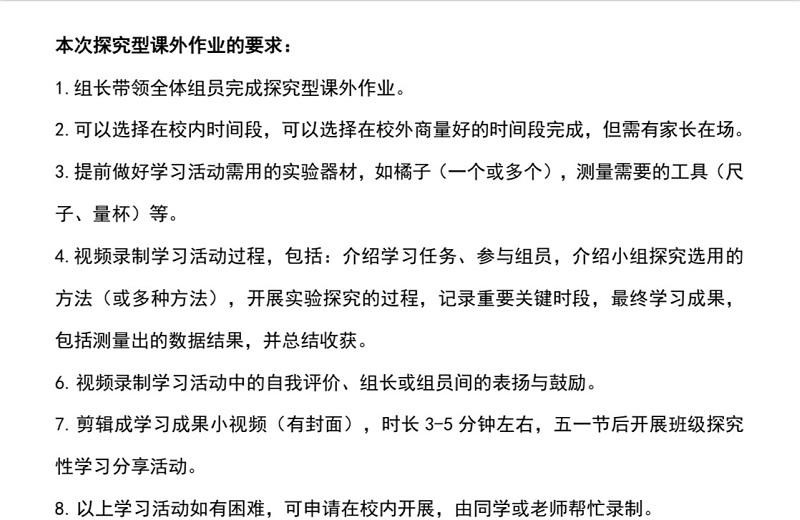 本次探究型课外作业的要求：
1. 组长带领全体组员完成探究型课外作业。
2. 可以选择在校内时间段，可以选择在校外商量好的时间段完成，但需有家长在场。
3. 提前做好学习活动需用的实验器材，如橘子（一个或多个），测量需要的工具（尺
子、量杯）等。
4. 视频录制学习活动过程，包括：介绍学习任务、参与组员，介绍小组探究选用的
方法（或多种方法），开展实验探究的过程，记录重要关键时段，最终学习成果，
包括测量出的数据结果，并总结收获。
6. 视频录制学习活动中的自我评价、组长或组员间的表扬与鼓励。
7. 剪辑成学习成果小视频（有封面），时长 3-5 分钟左右，五一节后开展班级探究
性学习分享活动。
8. 以上学习活动如有困难，可申请在校内开展，由同学或老师帮忙录制。